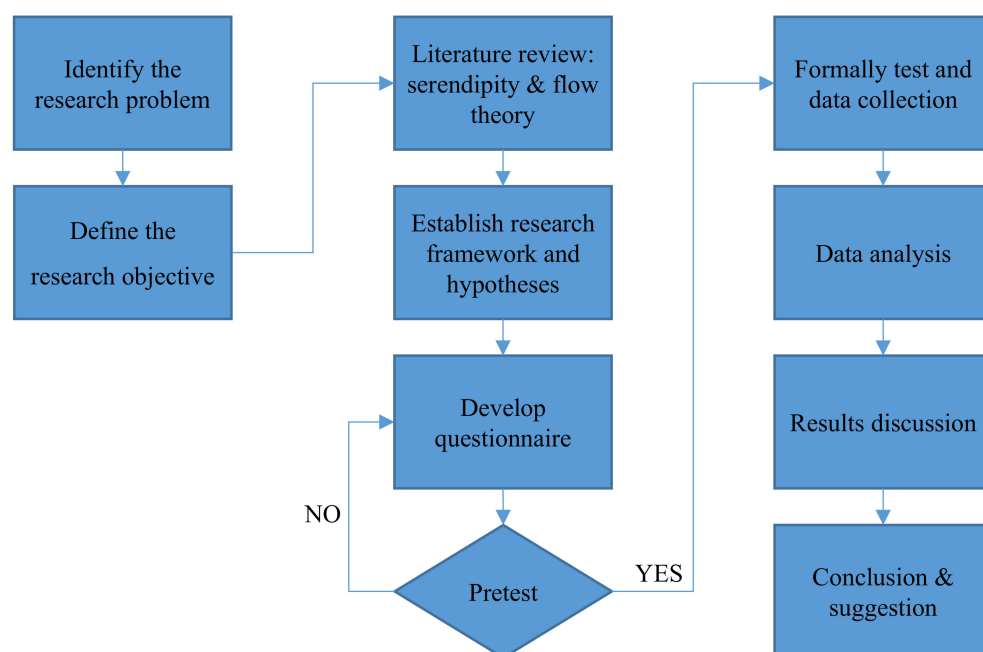 Identify the
research problem
Define the
research objective
Literature review:
serendipity & flow
theory
Establish research
framework and
hypotheses
Develop
questionnaire
NO
Pretest
YES
Formally test and
data collection
Data analysis
Results discussion
Conclusion &
suggestion